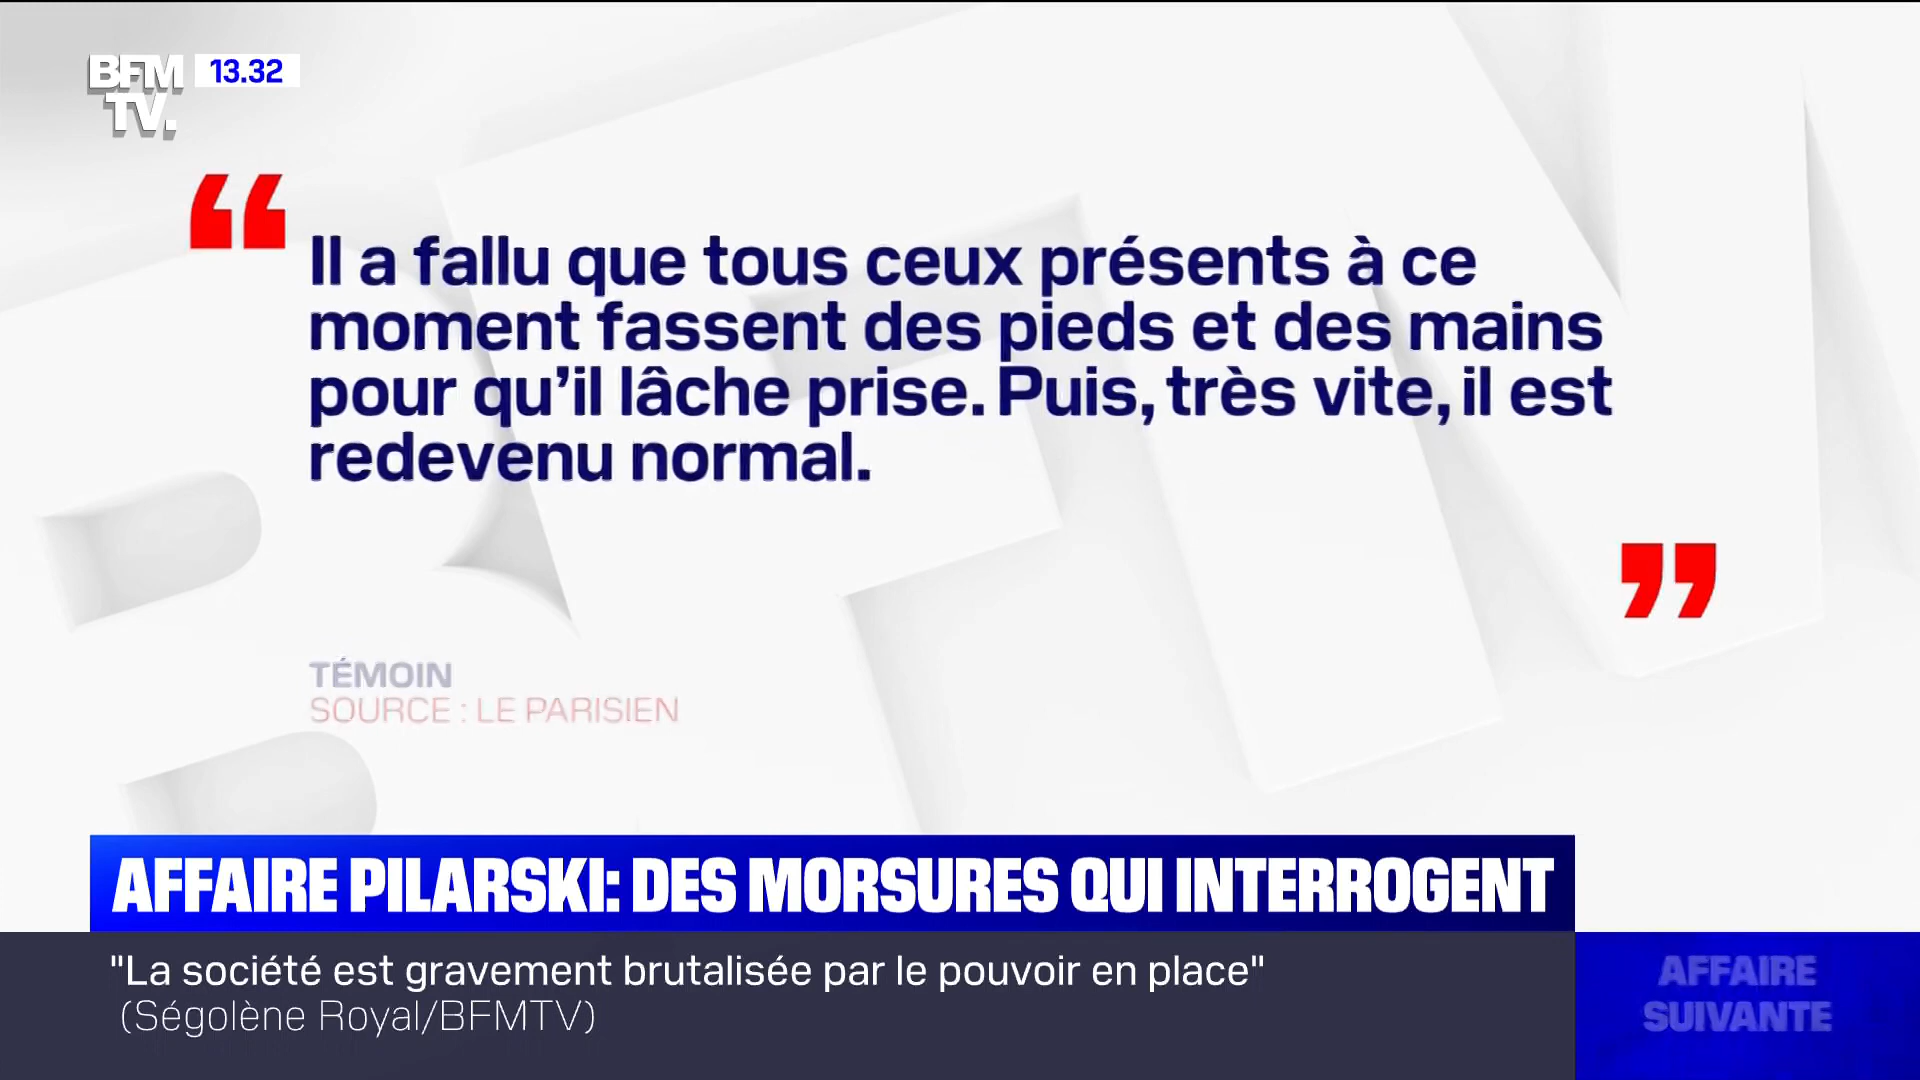 BFM
TV.
13.32
“
Il a fallu que tous ceux présents à ce
moment fassent des pieds et des mains
pour qu’il lâche prise. Puis, très vite, il est
redevenu normal.
”
TÉMOIN
SOURCE : LE PARISIEN
AFFAIRE PILARSKI: DES MORSURES QUI INTERROGENT
"La société est gravement brutalisée par le pouvoir en place"
(Ségolène Royal/BFMTV)
AFFAIRE
SUIVANTE